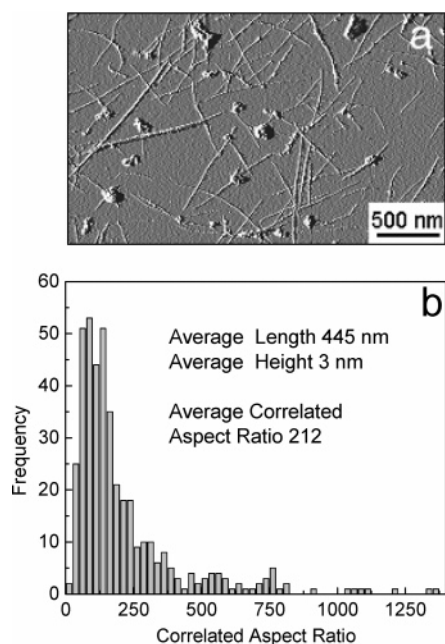 a
500 nm
b
Average Length 445 nm
Average Height 3 nm
Average Correlated
Aspect Ratio 212
Frequency
60
50
40
30
20
10
0
0 250 500 750 1000 1250
Correlated Aspect Ratio